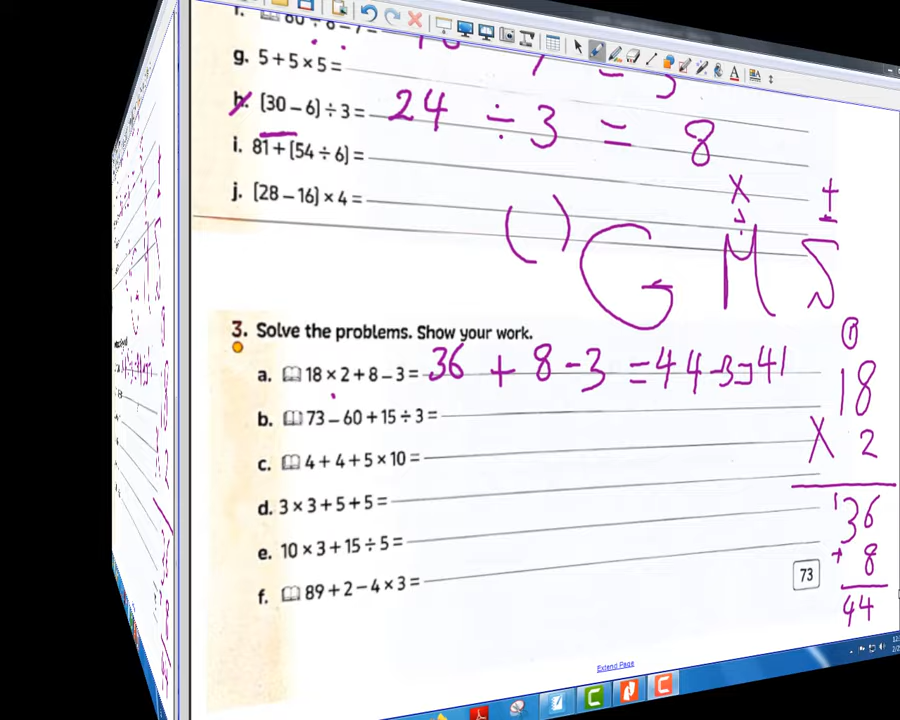 g. 5 + 5 × 5 =
h. (30 – 6) ÷ 3 = 24 ÷ 3 = 8
i. 81 + (54 ÷ 6) =
j. (28 – 16) × 4 =
× ÷ + –
( ) G M S
3. Solve the problems. Show your work.
a. 18 × 2 + 8 – 3 = 36 + 8 – 3 = 44 – 3 = 41
b. 73 – 60 + 15 ÷ 3 =
c. 4 + 4 + 5 × 10 =
d. 3 × 3 + 5 + 5 =
e. 10 × 3 + 15 ÷ 5 =
f. 89 + 2 – 4 × 3 =
73
1
18
× 2
1
36
+ 8
44
Extend Page